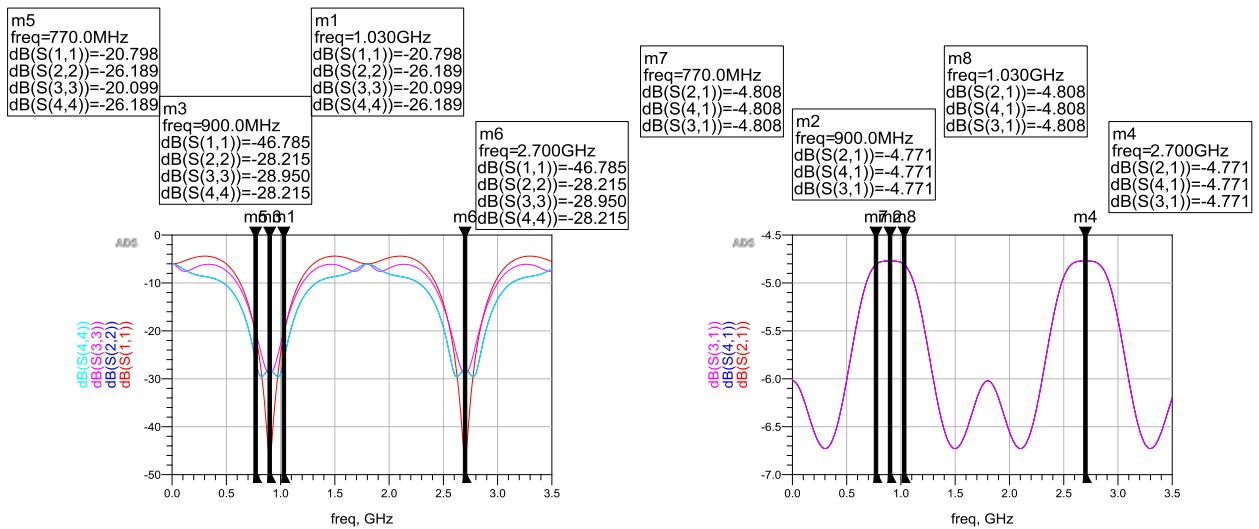 m5
freq=770.0MHz
dB(S(1,1))=-20.798
dB(S(2,2))=-26.189
dB(S(3,3))=-20.099
dB(S(4,4))=-26.189
m1
freq=1.030GHz
dB(S(1,1))=-20.798
dB(S(2,2))=-26.189
dB(S(3,3))=-20.099
dB(S(4,4))=-26.189
m3
freq=900.0MHz
dB(S(1,1))=-46.785
dB(S(2,2))=-28.215
dB(S(3,3))=-28.950
dB(S(4,4))=-28.215
m6
freq=2.700GHz
dB(S(1,1))=-46.785
dB(S(2,2))=-28.215
dB(S(3,3))=-28.950
dB(S(4,4))=-28.215
m6
ADS
0
-10
-20
-30
-40
-50
dB(S(4,4))
dB(S(3,3))
dB(S(2,2))
dB(S(1,1))
0.0 0.5 1.0 1.5 2.0 2.5 3.0 3.5
freq, GHz
m7
freq=770.0MHz
dB(S(2,1))=-4.808
dB(S(4,1))=-4.808
dB(S(3,1))=-4.808
m8
freq=1.030GHz
dB(S(2,1))=-4.808
dB(S(4,1))=-4.808
dB(S(3,1))=-4.808
m2
freq=900.0MHz
dB(S(2,1))=-4.771
dB(S(4,1))=-4.771
dB(S(3,1))=-4.771
m4
freq=2.700GHz
dB(S(2,1))=-4.771
dB(S(4,1))=-4.771
dB(S(3,1))=-4.771
m4
ADS
-4.5
-5.0
-5.5
-6.0
-6.5
-7.0
dB(S(3,1))
dB(S(4,1))
dB(S(2,1))
0.0 0.5 1.0 1.5 2.0 2.5 3.0 3.5
freq, GHz